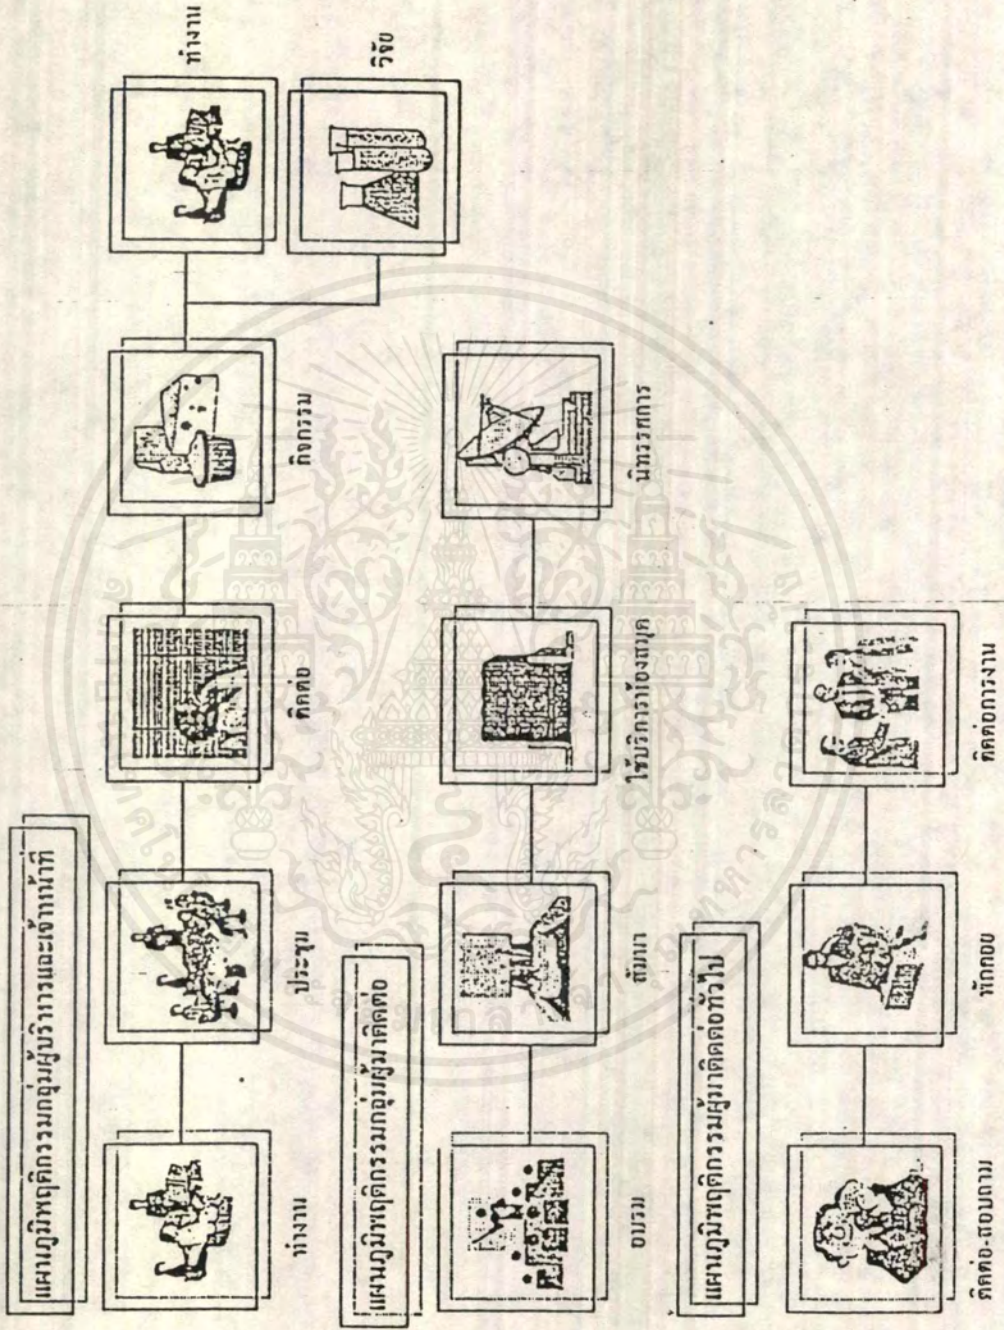 แผนภูมิพฤติกรรมกลุ่มผู้บริหารและเจ้าหน้าที่
ทำงาน
ประชุม
ติดต่อ
กิจกรรม
ทำงาน
วิจัย
แผนภูมิพฤติกรรมกลุ่มผู้มาติดต่อ
อบรม
สัมมา
ใช้บริการห้องสมุด
นิทรรศการ
แผนภูมิพฤติกรรมผู้มาติดต่อทั่วไป
ติดต่อ-สอบถาม
พักคอย
ติดต่อการงาน